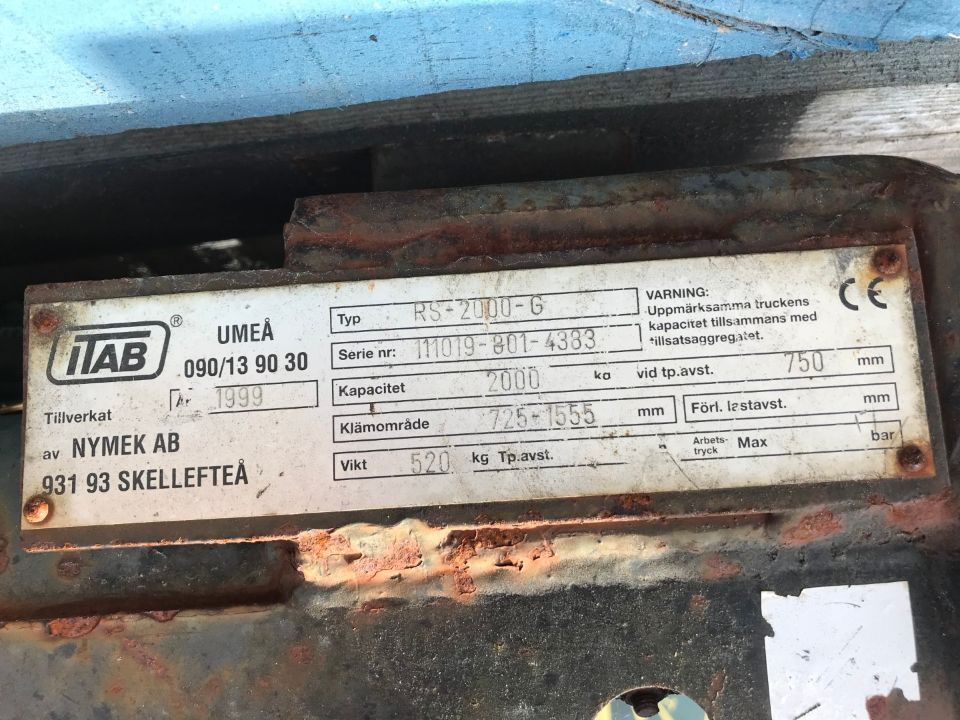 ITAB ®
UMEÅ
090/13 90 30
Tillverkat
År 1999
av NYMEK AB
931 93 SKELLEFTEÅ
Typ RS-2000-G
Serie nr: 111019-801-4383
Kapacitet 2000 kg vid tp.avst. 750 mm
Klämområde 725-1555 mm Förl. lastavst. mm
Vikt 520 kg Tp.avst. Arbets-tryck Max bar
VARNING:
Uppmärksamma truckens
kapacitet tillsammans med
tillsatsaggregatet.
CE